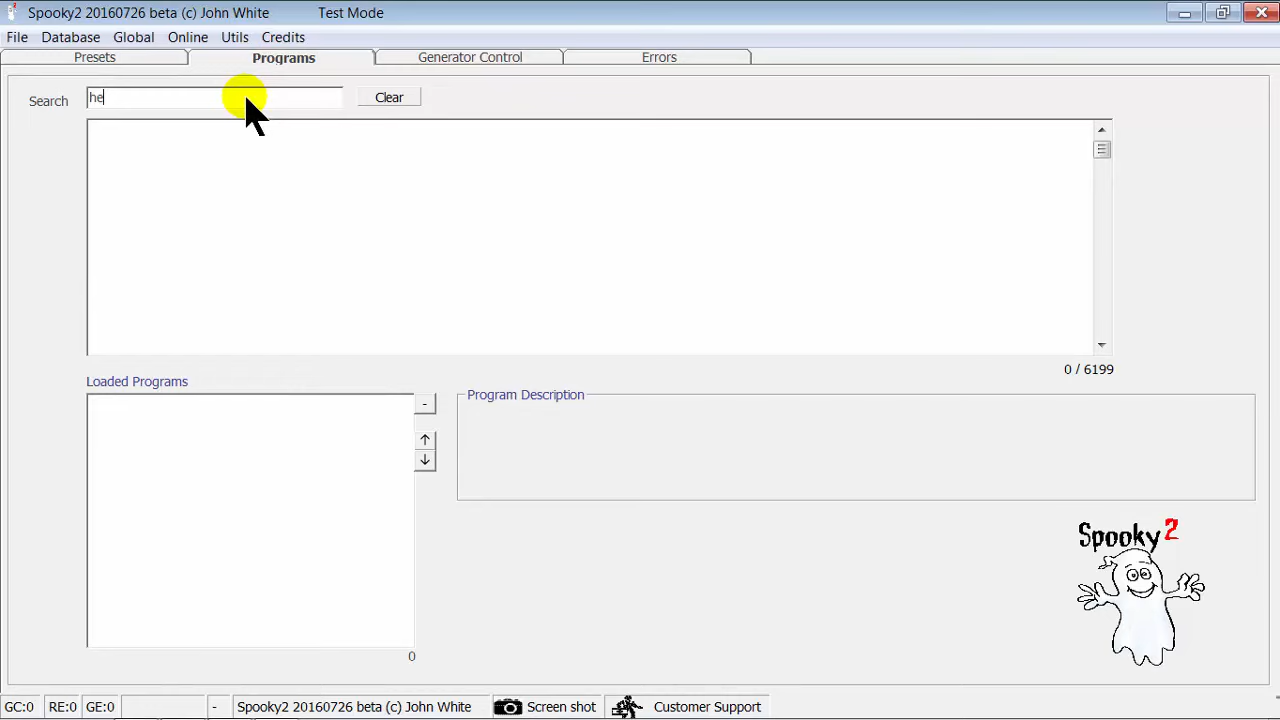 Spooky2 20160726 beta (c) John White Test Mode
File Database Global Online Utils Credits
Presets Programs Generator Control Errors
Search he Clear
0 / 6199
Loaded Programs
-
Program Description
Spooky2
0
GC:0 RE:0 GE:0 - Spooky2 20160726 beta (c) John White Screen shot Customer Support